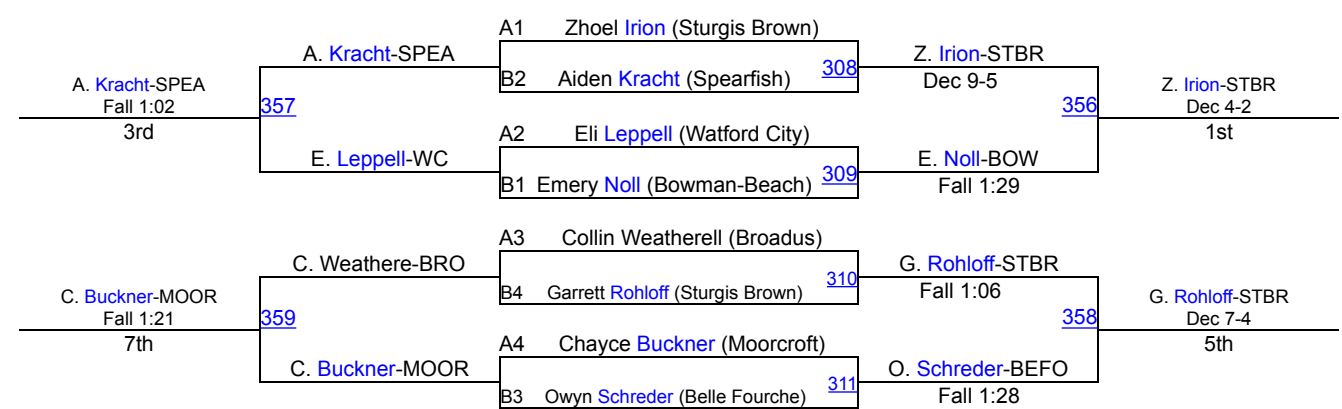 A1 Zhoel Irion (Sturgis Brown)
A. Kracht-SPEA
Z. Irion-STBR
B2 Aiden Kracht (Spearfish) 308
Dec 9-5
A. Kracht-SPEA
Fall 1:02
3rd
357
356
Z. Irion-STBR
Dec 4-2
1st
A2 Eli Leppell (Watford City)
E. Leppell-WC
E. Noll-BOW
B1 Emery Noll (Bowman-Beach) 309
Fall 1:29
A3 Collin Weatherell (Broadus)
C. Weathere-BRO
G. Rohloff-STBR
B4 Garrett Rohloff (Sturgis Brown) 310
Fall 1:06
C. Buckner-MOOR
Fall 1:21
7th
359
358
G. Rohloff-STBR
Dec 7-4
5th
A4 Chayce Buckner (Moorcroft)
C. Buckner-MOOR
O. Schreder-BEFO
B3 Owyn Schreder (Belle Fourche) 311
Fall 1:28